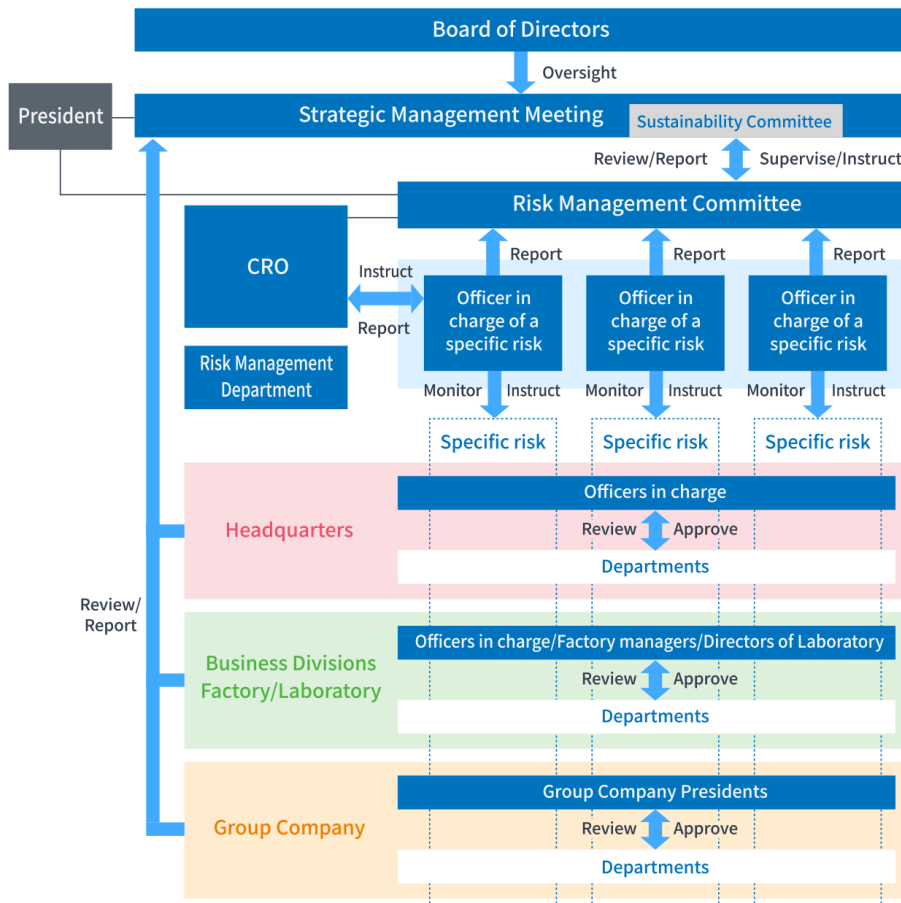 Board of Directors
Oversight
President
Strategic Management Meeting
Sustainability Committee
Review/Report
Supervise/Instruct
Risk Management Committee
CRO
Instruct
Report
Report
Report
Report
Officer in
charge of a
specific risk
Officer in
charge of a
specific risk
Officer in
charge of a
specific risk
Risk Management
Department
Monitor
Instruct
Monitor
Instruct
Monitor
Instruct
Specific risk
Specific risk
Specific risk
Headquarters
Officers in charge
Review
Approve
Departments
Review/
Report
Business Divisions
Factory/Laboratory
Officers in charge/Factory managers/Directors of Laboratory
Review
Approve
Departments
Group Company
Group Company Presidents
Review
Approve
Departments